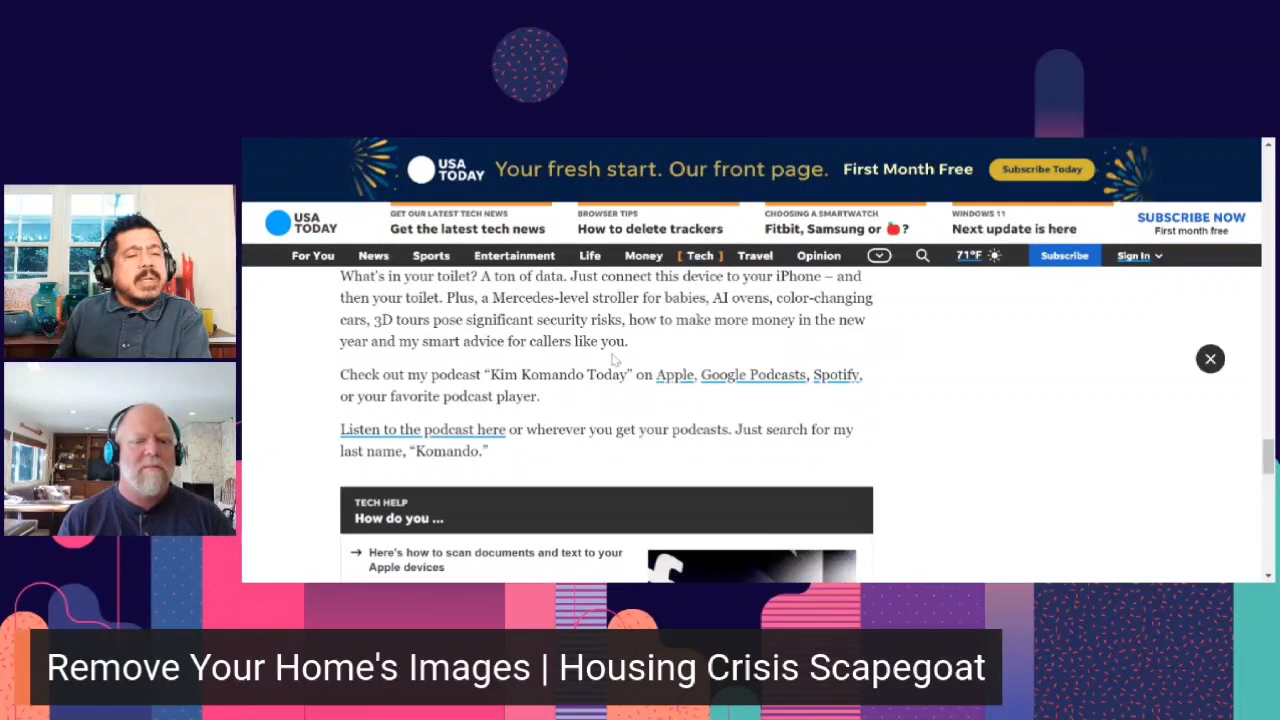 USA
TODAY
Your fresh start. Our front page.
First Month Free
Subscribe Today
USA
TODAY
GET OUR LATEST TECH NEWS
Get the latest tech news
BROWSER TIPS
How to delete trackers
CHOOSING A SMARTWATCH
Fitbit, Samsung or 🍎?
WINDOWS 11
Next update is here
SUBSCRIBE NOW
First month free
For You News Sports Entertainment Life Money [ Tech ] Travel Opinion 71°F Subscribe Sign In
What's in your toilet? A ton of data. Just connect this device to your iPhone – and
then your toilet. Plus, a Mercedes-level stroller for babies, AI ovens, color-changing
cars, 3D tours pose significant security risks, how to make more money in the new
year and my smart advice for callers like you.
Check out my podcast “Kim Komando Today” on Apple, Google Podcasts, Spotify,
or your favorite podcast player.
Listen to the podcast here or wherever you get your podcasts. Just search for my
last name, “Komando.”
TECH HELP
How do you ...
→ Here's how to scan documents and text to your
Apple devices
Remove Your Home's Images | Housing Crisis Scapegoat